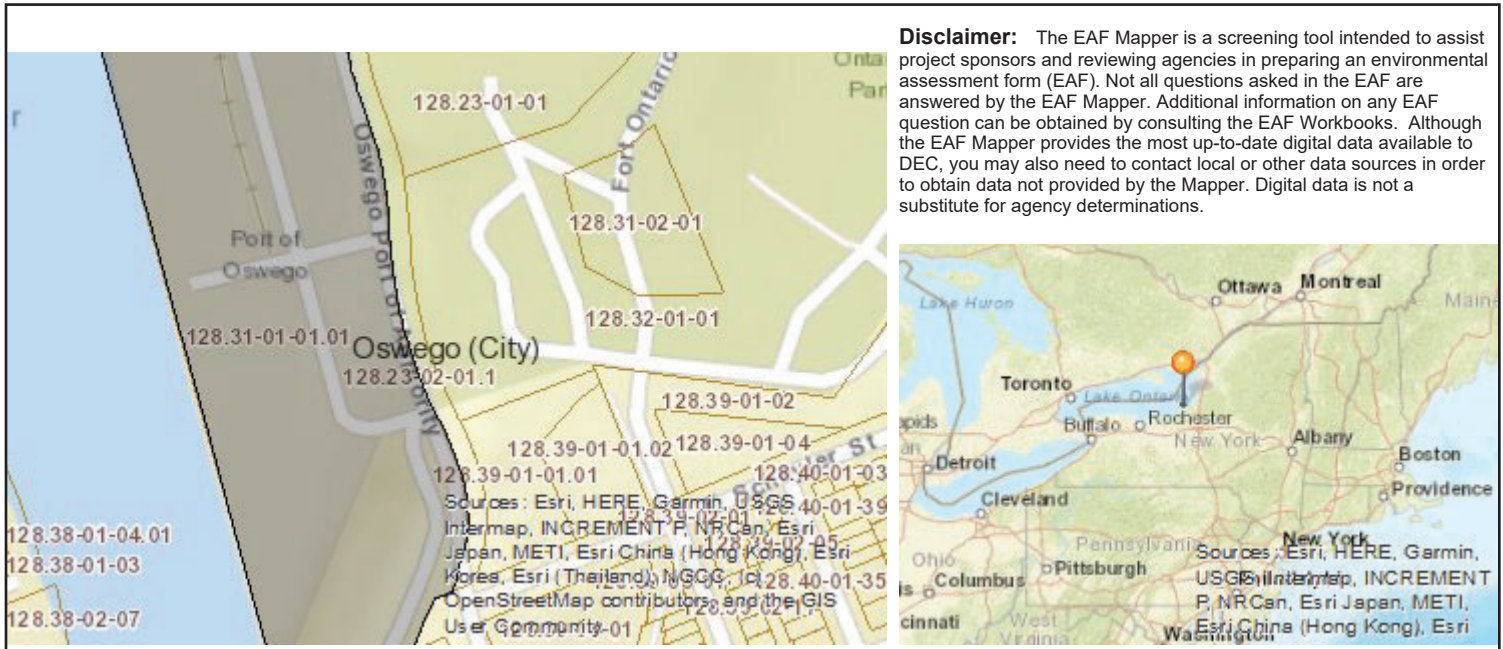 Disclaimer: The EAF Mapper is a screening tool intended to assist
project sponsors and reviewing agencies in preparing an environmental
assessment form (EAF). Not all questions asked in the EAF are
answered by the EAF Mapper. Additional information on any EAF
question can be obtained by consulting the EAF Workbooks. Although
the EAF Mapper provides the most up-to-date digital data available to
DEC, you may also need to contact local or other data sources in order
to obtain data not provided by the Mapper. Digital data is not a
substitute for agency determinations.
128.23-01-01
Fort Ontario
Oswego Port of Authority
128.31-02-01
Port of
Oswego
128.32-01-01
128.31-01-01.01
Oswego (City)
128.23-02-01.1
128.39-01-02
128.39-01-01.02
128.39-01-04
128.39-01-01.01
128.40-01-03
128.40-01-39
128.39-02-05
128.40-01-35
128.38-01-04.01
128.38-01-03
128.38-02-07
Sources: Esri, HERE, Garmin, USGS,
Intermap, INCREMENT P, NRCan, Esri
Japan, METI, Esri China (Hong Kong), Esri
Korea, Esri (Thailand), NGCC, (c)
OpenStreetMap contributors, and the GIS
User Community
Ottawa
Montreal
Lake Huron
Toronto
Lake Ontario
Rochester
Buffalo
New York
Albany
Boston
Detroit
Providence
Cleveland
New York
Pennsylvania
Ohio
Pittsburgh
Columbus
West
Virginia
Washington
Sources: Esri, HERE, Garmin,
USGS, Intermap, INCREMENT
P, NRCan, Esri Japan, METI,
Esri China (Hong Kong), Esri